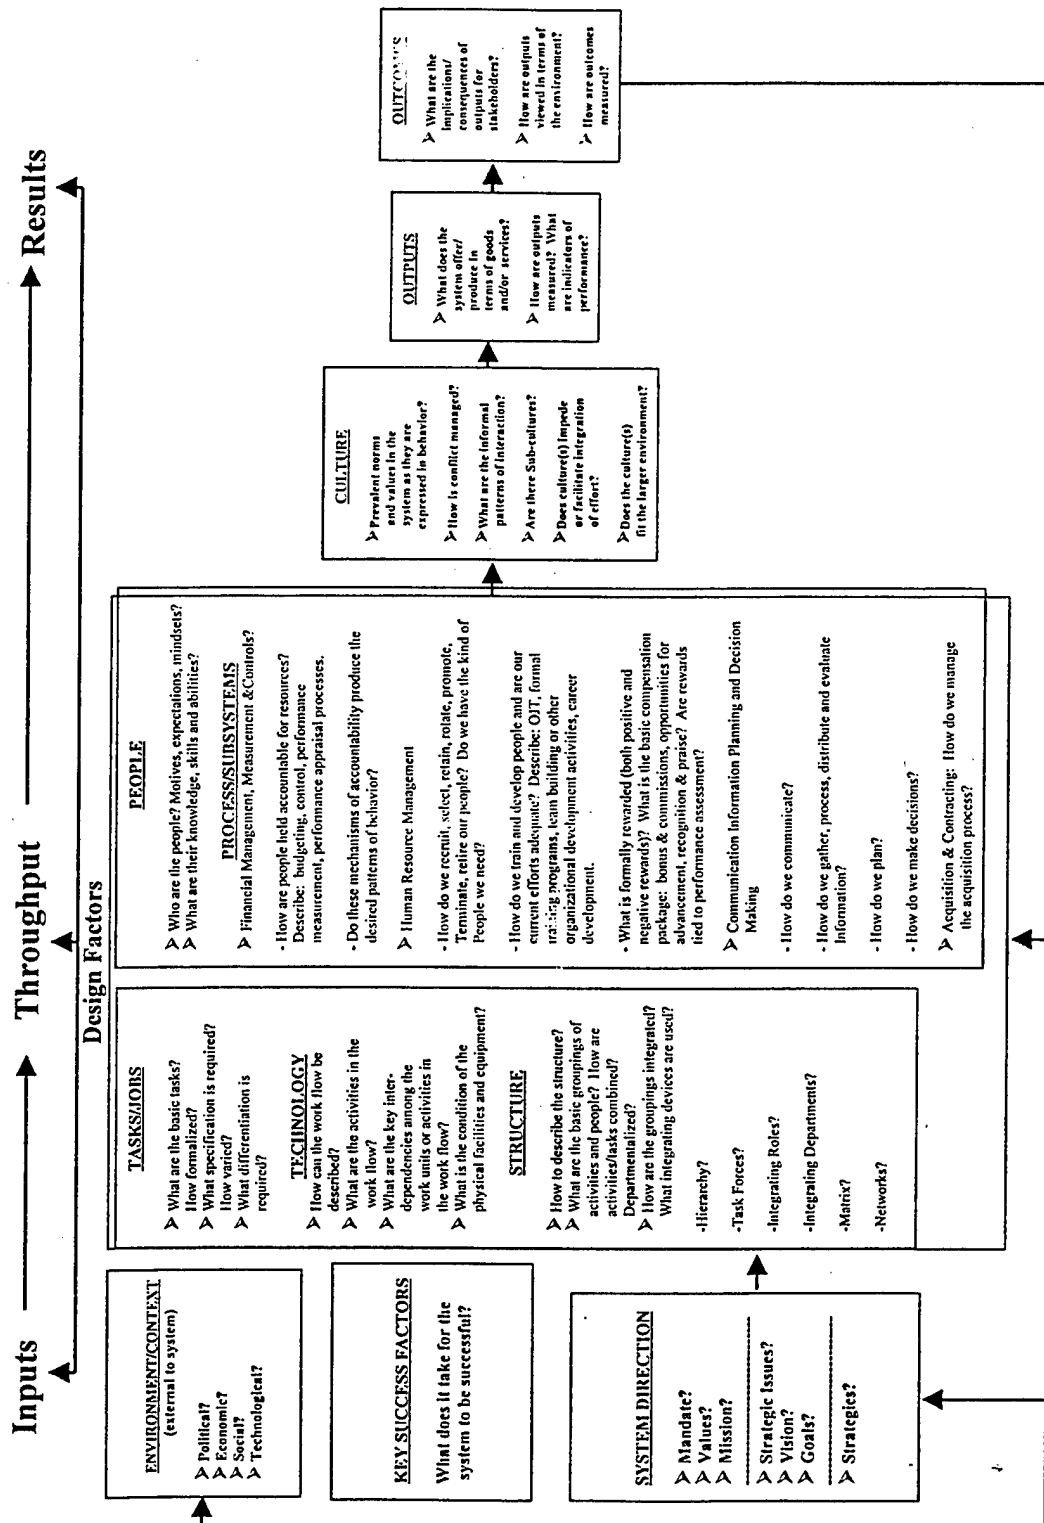 Inputs
Throughput
Results
Design Factors
ENVIRONMENT/CONTEXT
(external to system)
➢ Political?
➢ Economic?
➢ Social?
➢ Technological?
KEY SUCCESS FACTORS
What does it take for the
system to be successful?
SYSTEM DIRECTION
➢ Mandate?
➢ Values?
➢ Mission?
➢ Strategic Issues?
➢ Vision?
➢ Goals?
➢ Strategies?
TASKS/JOBS
➢ What are the basic tasks?
How formalized?
➢ What specification is required?
How varied?
➢ What differentiation is
required?
TECHNOLOGY
➢ How can the work flow be
described?
➢ What are the activities in the
work flow?
➢ What are the key inter-
dependencies among the
work units or activities in
the work flow?
➢ What is the condition of the
physical facilities and equipment?
STRUCTURE
➢ How to describe the structure?
➢ What are the basic groupings of
activities and people? How are
activities/tasks combined?
Departmentalized?
➢ How are the groupings integrated?
What integrating devices are used?
-Hierarchy?
-Task Forces?
-Integrating Roles?
-Integrating Departments?
-Matrix?
-Networks?
PEOPLE
➢ Who are the people? Motives, expectations, mindsets?
➢ What are their knowledge, skills and abilities?
PROCESS/SUBSYSTEMS
➢ Financial Management, Measurement &Controls?
- How are people held accountable for resources?
Describe: budgeting, control, performance
measurement, performance appraisal processes.
- Do these mechanisms of accountability produce the
desired patterns of behavior?
➢ Human Resource Management
- How do we recruit, select, retain, rotate, promote,
Terminate, retire our people? Do we have the kind of
People we need?
- How do we train and develop people and are our
current efforts adequate? Describe: OJT, formal
training programs, team building or other
organizational development activities, career
development.
- What is formally rewarded (both positive and
negative rewards)? What is the basic compensation
package: bonus & commissions, opportunities for
advancement, recognition & praise? Are rewards
tied to performance assessment?
➢ Communication Information Planning and Decision
Making
- How do we communicate?
- How do we gather, process, distribute and evaluate
Information?
- How do we plan?
- How do we make decisions?
➢ Acquisition & Contracting: How do we manage
the acquisition process?
CULTURE
➢ Prevalent norms
and values in the
system as they are
expressed in behavior?
➢ How is conflict managed?
➢ What are the informal
patterns of interaction?
➢ Are there Sub-cultures?
➢ Does culture(s) impede
or facilitate integration
of effort?
➢ Does the culture(s)
fit the larger environment?
OUTPUTS
➢ What does the
system offer/
produce in
terms of goods
and/or services?
➢ How are outputs
measured? What
are indicators of
performance?
OUTCOMES
➢ What are the
implications/
consequences of
outputs for
stakeholders?
➢ How are outputs
viewed in terms of
the environment?
➢ How are outcomes
measured?